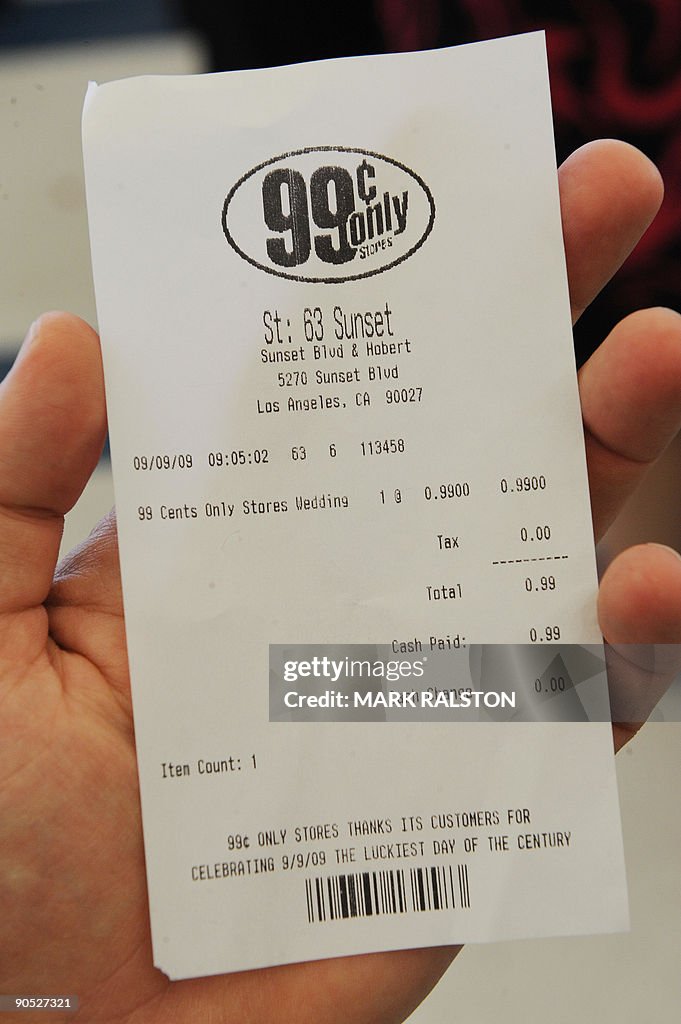 99¢ only
STORES
St: 63 Sunset
Sunset Blvd & Hobert
5270 Sunset Blvd
Los Angeles, CA 90027
09/09/09 09:05:02 63 6 113458
99 Cents Only Stores Wedding 1 @ 0.9900 0.9900
Tax 0.00
----------
Total 0.99
Cash Paid: 0.99
gettyimages®
MARK RALSTON
Change 0.00
Item Count: 1
99¢ ONLY STORES THANKS ITS CUSTOMERS FOR
CELEBRATING 9/9/09 THE LUCKIEST DAY OF THE CENTURY
90527321